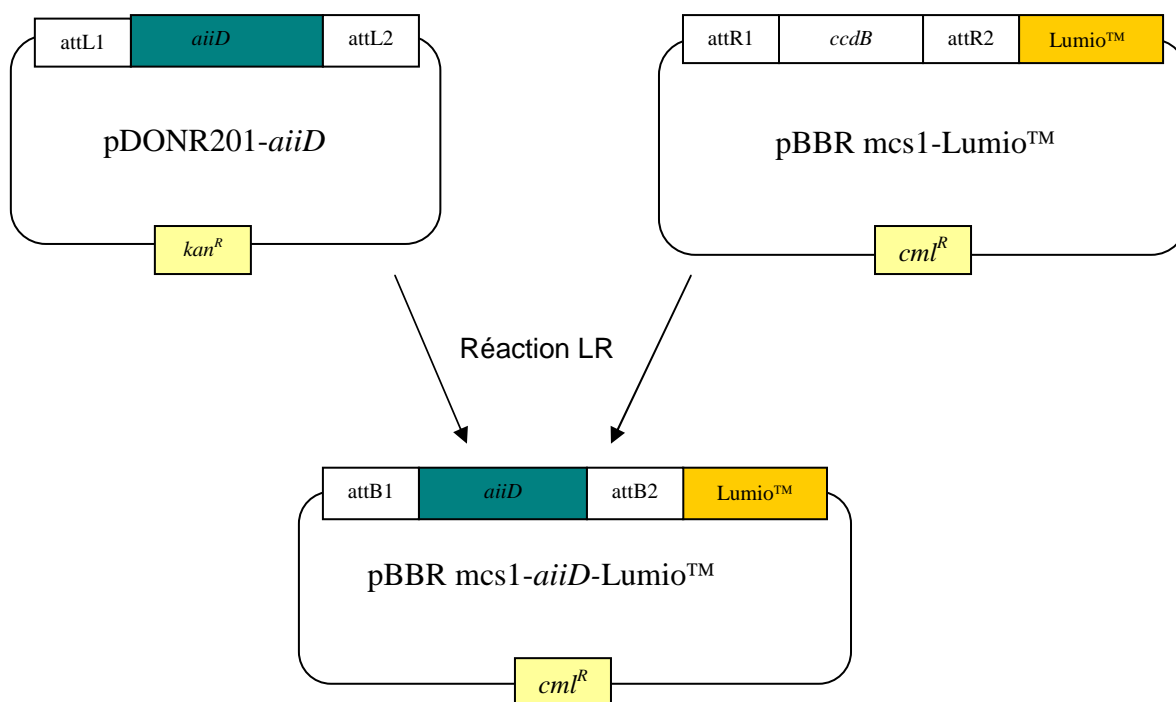 attL1 aiiD attL2
pDONR201-aiiD
kanR
attR1 ccdB attR2 Lumio™
pBBR mcs1-Lumio™
cmlR
Réaction LR
attB1 aiiD attB2 Lumio™
pBBR mcs1-aiiD-Lumio™
cmlR